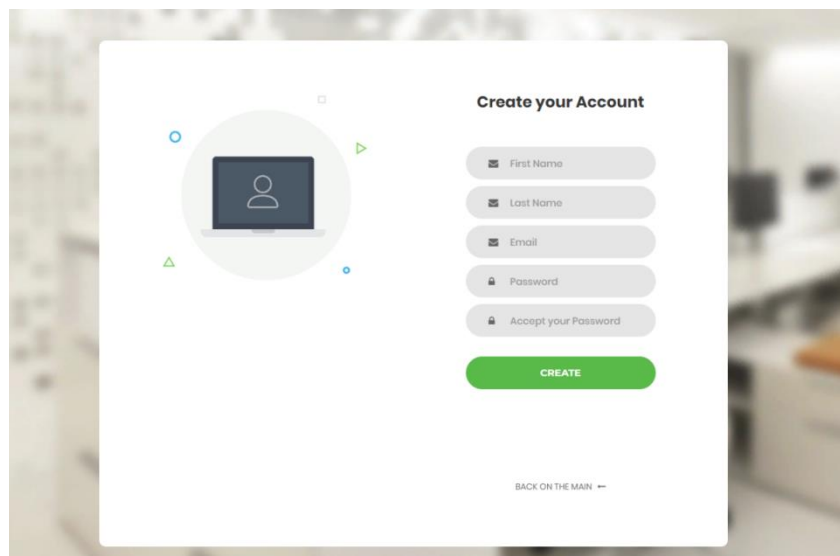 Create your Account
First Name
Last Name
Email
Password
Accept your Password
CREATE
BACK ON THE MAIN ←